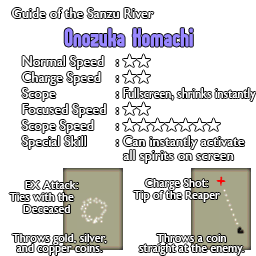 Guide of the Sanzu River
Onozuka Komachi
Normal Speed : ☆☆
Charge Speed : ☆☆
Scope : Fullscreen, shrinks instantly
Focused Speed : ☆☆
Scope Speed : ☆☆☆☆☆☆☆☆
Special Skill : Can instantly activate
all spirits on screen
EX Attack:
Ties with the
Deceased
Throws gold, silver,
and copper coins.
Charge Shot:
Tip of the Reaper
Throws a coin
straight at the enemy.